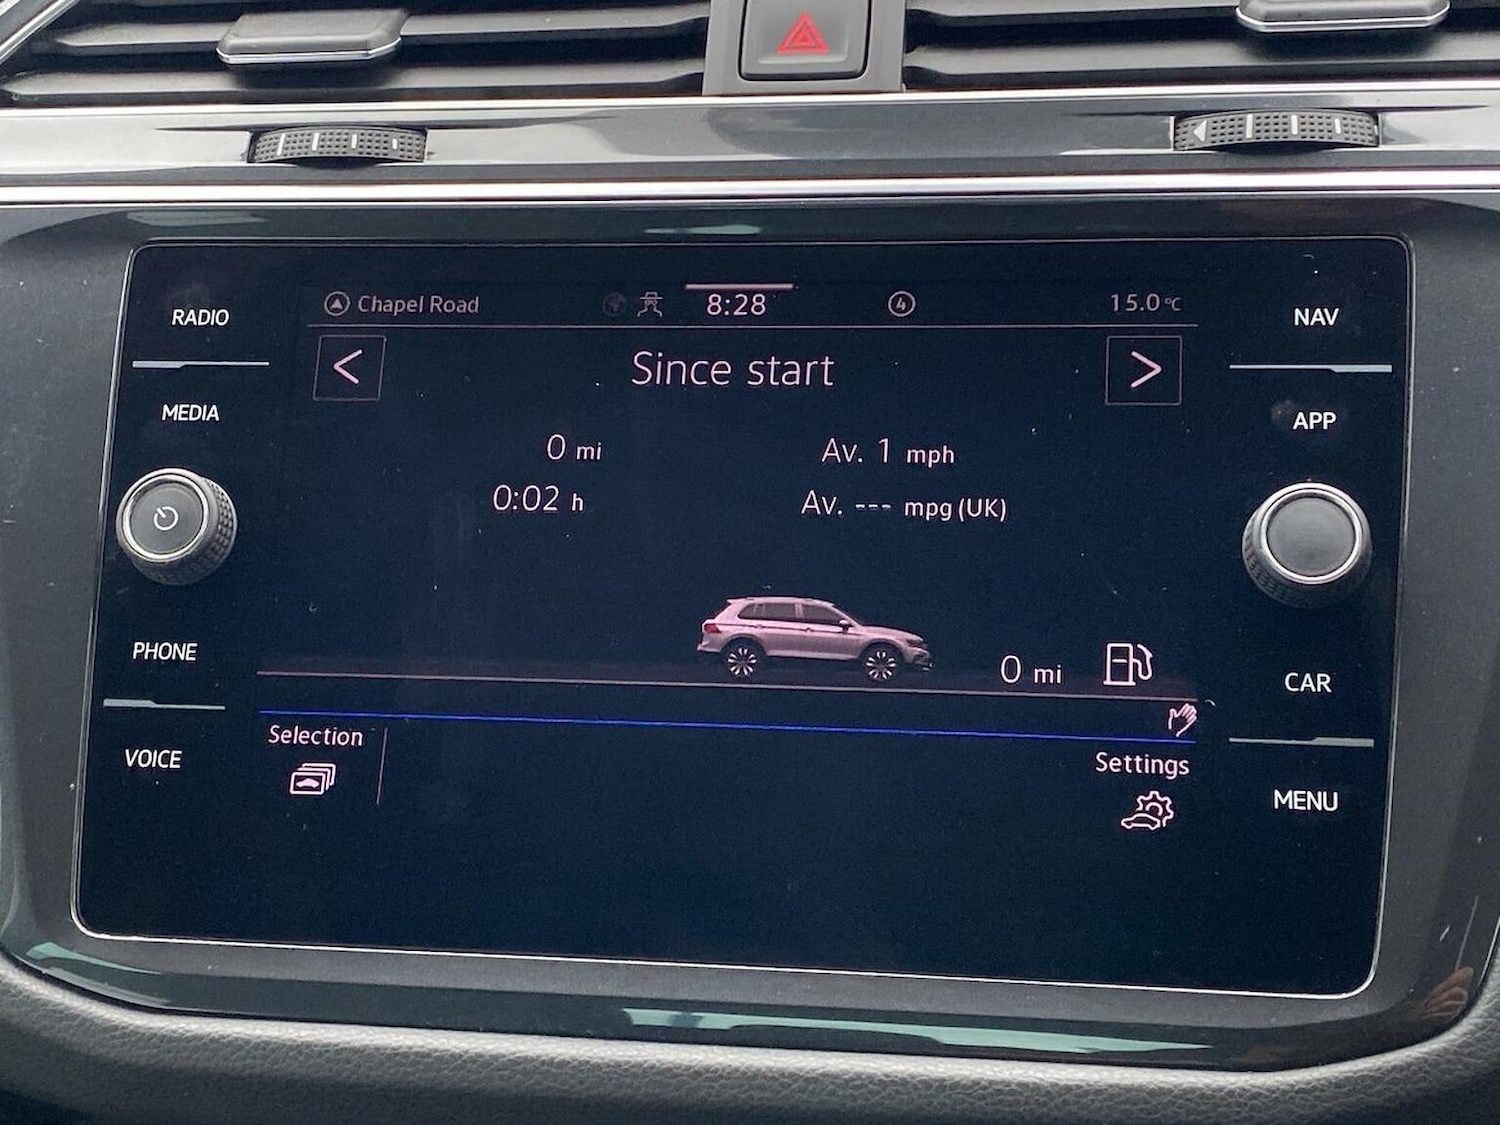 RADIO
MEDIA
PHONE
VOICE
Chapel Road
8:28
4
15.0°C
<
Since start
>
0 mi
Av. 1 mph
0:02 h
Av. --- mpg (UK)
0 mi
Selection
Settings
NAV
APP
CAR
MENU